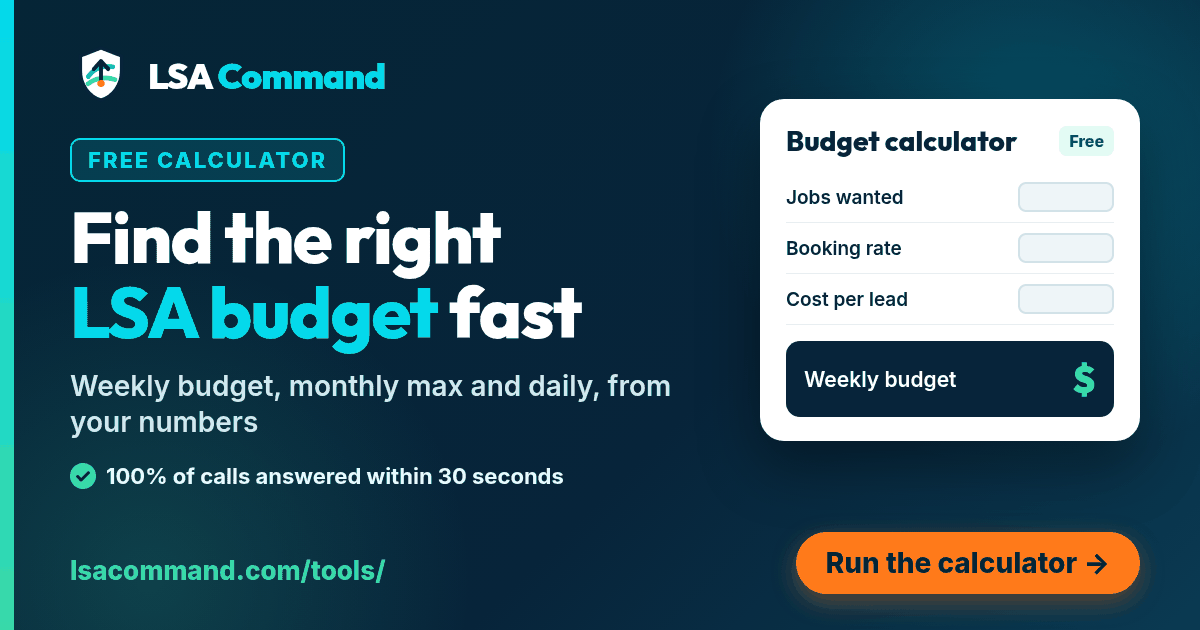 LSA Command
FREE CALCULATOR
Find the right
LSA budget fast
Weekly budget, monthly max and daily, from
your numbers
100% of calls answered within 30 seconds
lsacommand.com/tools/
Budget calculator
Free
Jobs wanted
Booking rate
Cost per lead
Weekly budget
$
Run the calculator →